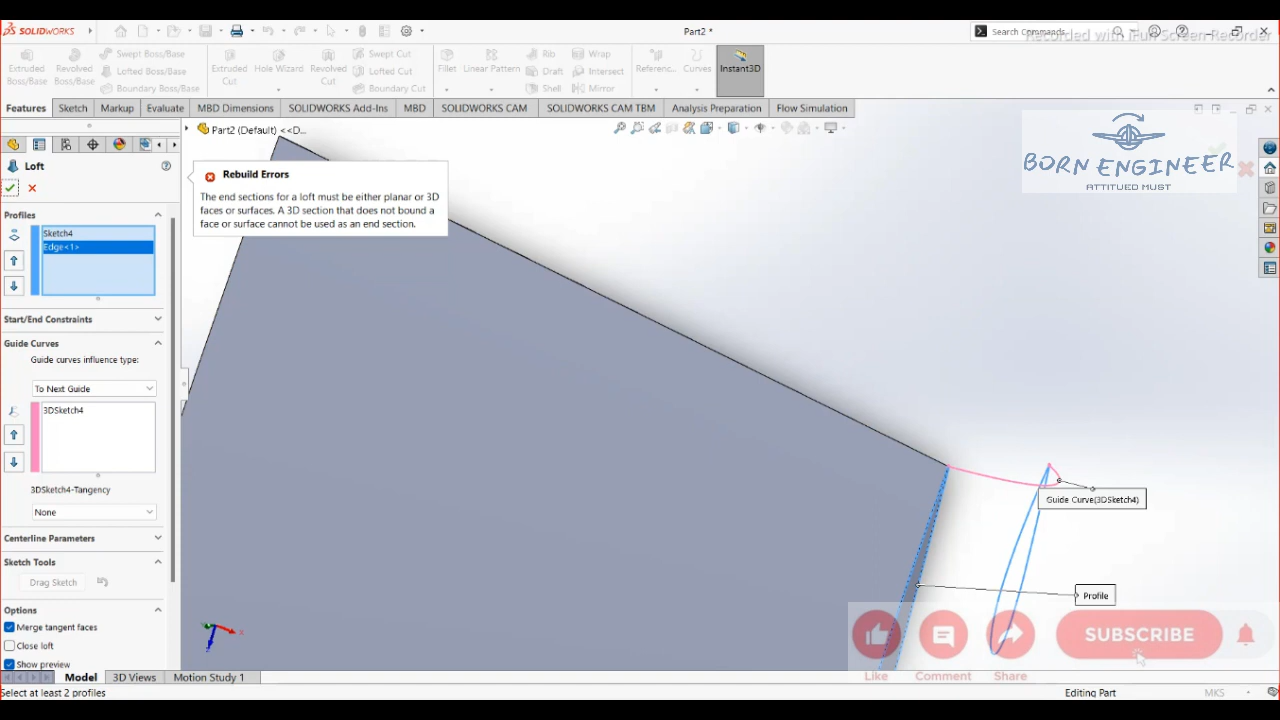 SOLIDWORKS
Part2 *
Search Commands
Recorded with iFun Screen Recorder
Extruded Boss/Base
Revolved Boss/Base
Swept Boss/Base
Lofted Boss/Base
Boundary Boss/Base
Extruded Cut
Hole Wizard
Revolved Cut
Swept Cut
Lofted Cut
Boundary Cut
Fillet
Linear Pattern
Rib
Draft
Shell
Wrap
Intersect
Mirror
Referenc...
Curves
Instant3D
Features
Sketch
Markup
Evaluate
MBD Dimensions
SOLIDWORKS Add-Ins
MBD
SOLIDWORKS CAM
SOLIDWORKS CAM TBM
Analysis Preparation
Flow Simulation
Part2 (Default) <<D...
BORN ENGINEER
ATTITUED MUST
Loft
Rebuild Errors
The end sections for a loft must be either planar or 3D
faces or surfaces. A 3D section that does not bound a
face or surface cannot be used as an end section.
Profiles
Sketch4
Edge<1>
Start/End Constraints
Guide Curves
Guide curves influence type:
To Next Guide
3DSketch4
3DSketch4-Tangency
None
Centerline Parameters
Sketch Tools
Drag Sketch
Options
Merge tangent faces
Close loft
Show preview
Guide Curve(3DSketch4)
Profile
x
SUBSCRIBE
Like
Comment
Share
Model
3D Views
Motion Study 1
Select at least 2 profiles
Editing Part
MKS